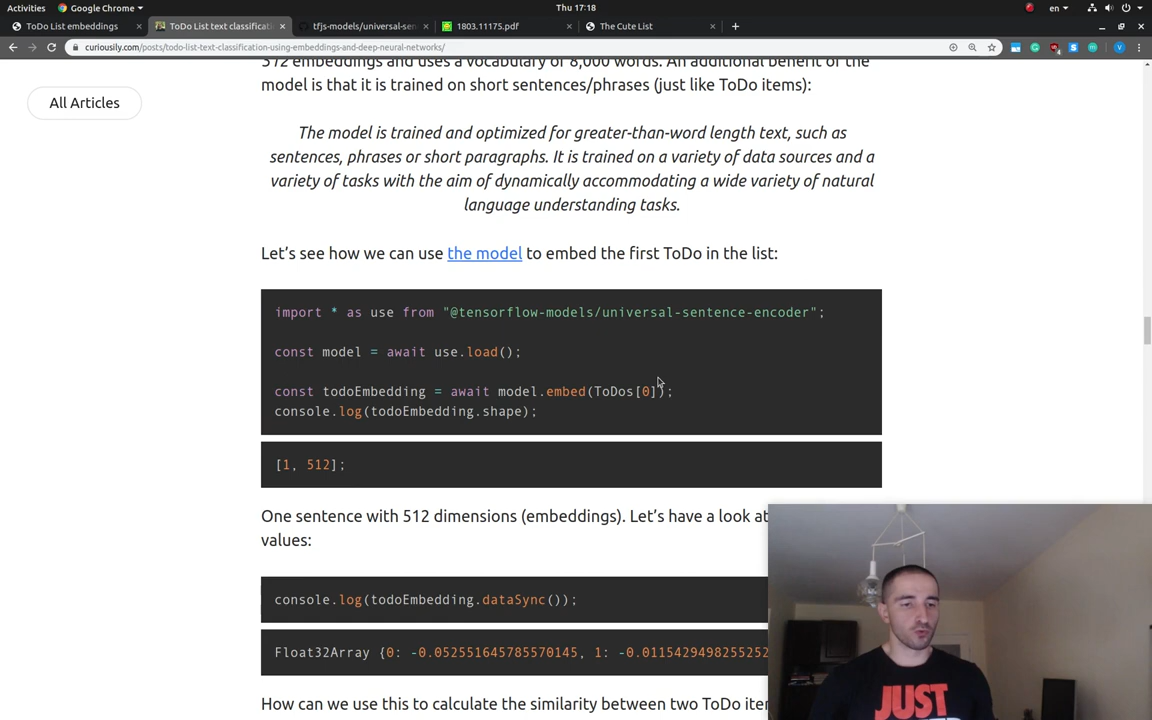 Activities
Google Chrome
Thu 17:18
en
ToDo List embeddings
ToDo List text classificati
tfjs-models/universal-sen
1803.11175.pdf
The Cute List
curiousily.com/posts/todo-list-text-classification-using-embeddings-and-deep-neural-networks/
All Articles
512 embeddings and uses a vocabulary of 8,000 words. An additional benefit of the
model is that it is trained on short sentences/phrases (just like ToDo items):
The model is trained and optimized for greater-than-word length text, such as
sentences, phrases or short paragraphs. It is trained on a variety of data sources and a
variety of tasks with the aim of dynamically accommodating a wide variety of natural
language understanding tasks.
Let's see how we can use the model to embed the first ToDo in the list:
import * as use from "@tensorflow-models/universal-sentence-encoder";
const model = await use.load();
const todoEmbedding = await model.embed(ToDos[0]);
console.log(todoEmbedding.shape);
[1, 512];
One sentence with 512 dimensions (embeddings). Let's have a look at
values:
console.log(todoEmbedding.dataSync());
Float32Array {0: -0.052551645785570145, 1: -0.0115429498255252
How can we use this to calculate the similarity between two ToDo iter
JUST